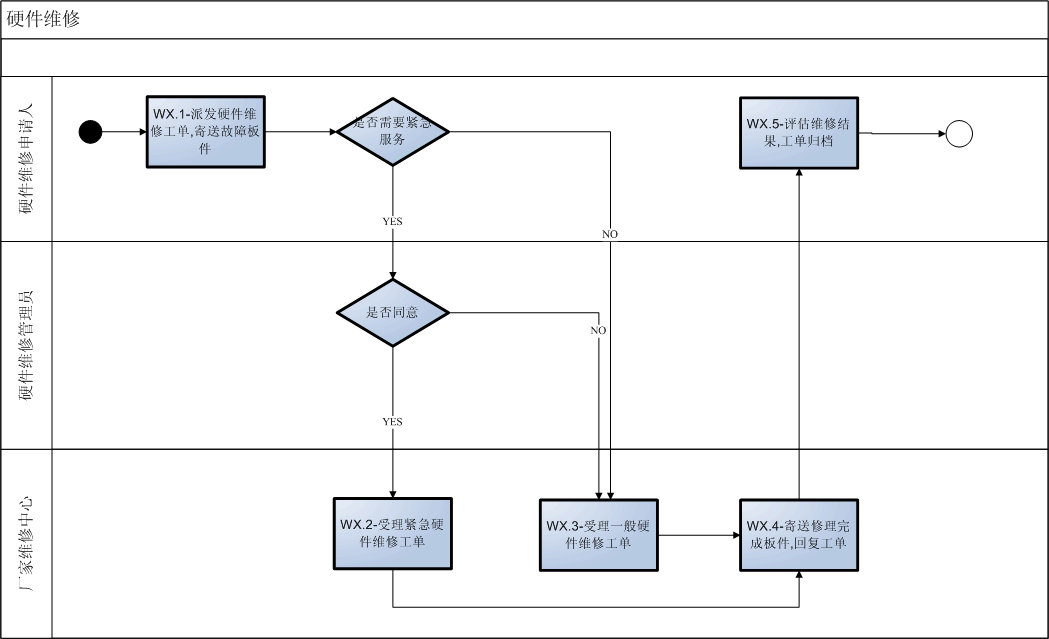 硬件维修
硬件维修申请人
WX.1-派发硬件维
修工单,寄送故障板
件
是否需要紧急
服务
WX.5-评估维修结
果,工单归档
YES
NO
硬件维修管理员
是否同意
NO
YES
厂家维修中心
WX.2-受理紧急硬
件维修工单
WX.3-受理一般硬
件维修工单
WX.4-寄送修理完
成板件,回复工单